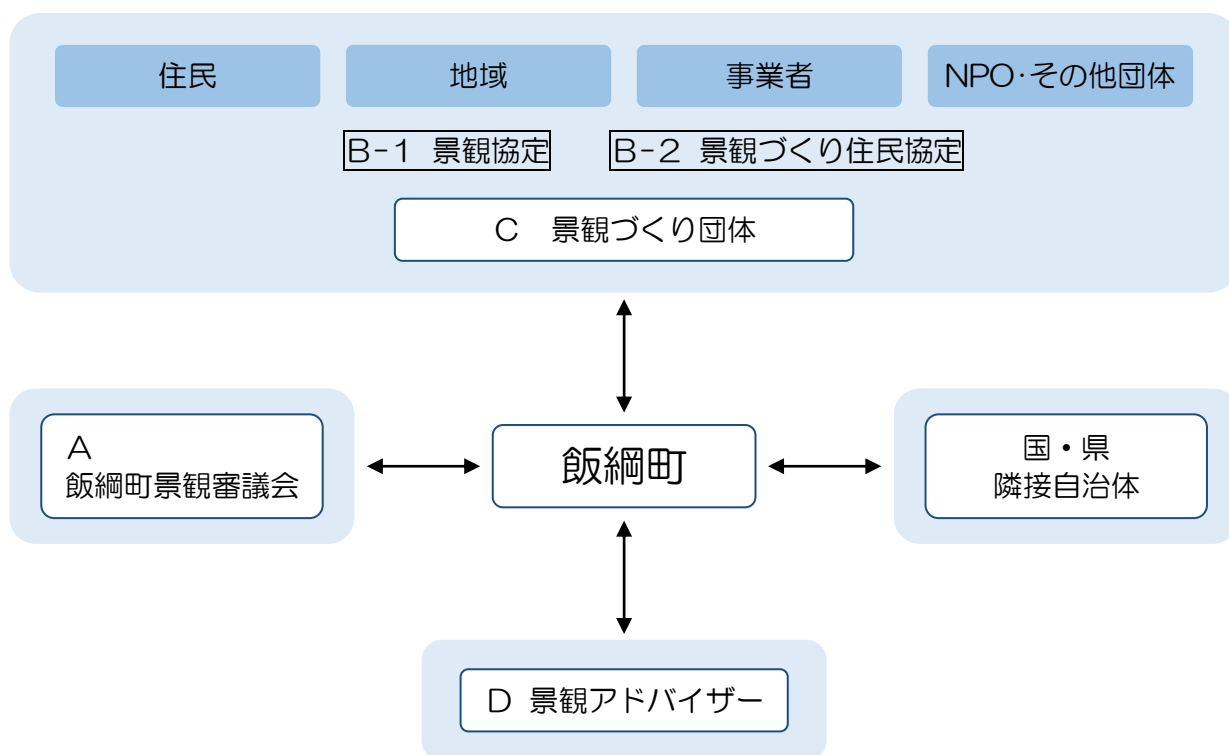 住民
地域
事業者
NPO・その他団体
B-1 景観協定
B-2 景観づくり住民協定
C 景観づくり団体
A
飯綱町景観審議会
飯綱町
国・県
隣接自治体
D 景観アドバイザー